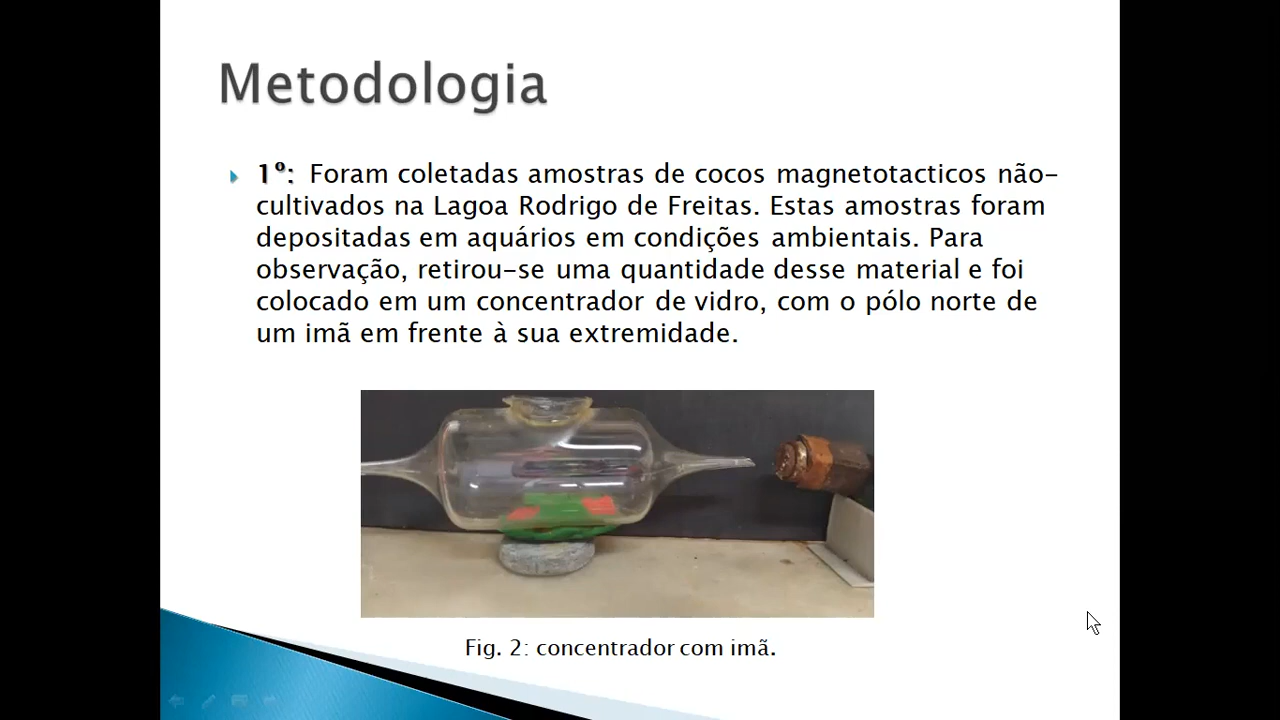 Metodologia
1º: Foram coletadas amostras de cocos magnetotacticos não-
cultivados na Lagoa Rodrigo de Freitas. Estas amostras foram
depositadas em aquários em condições ambientais. Para
observação, retirou-se uma quantidade desse material e foi
colocado em um concentrador de vidro, com o pólo norte de
um imã em frente à sua extremidade.
Fig. 2: concentrador com imã.